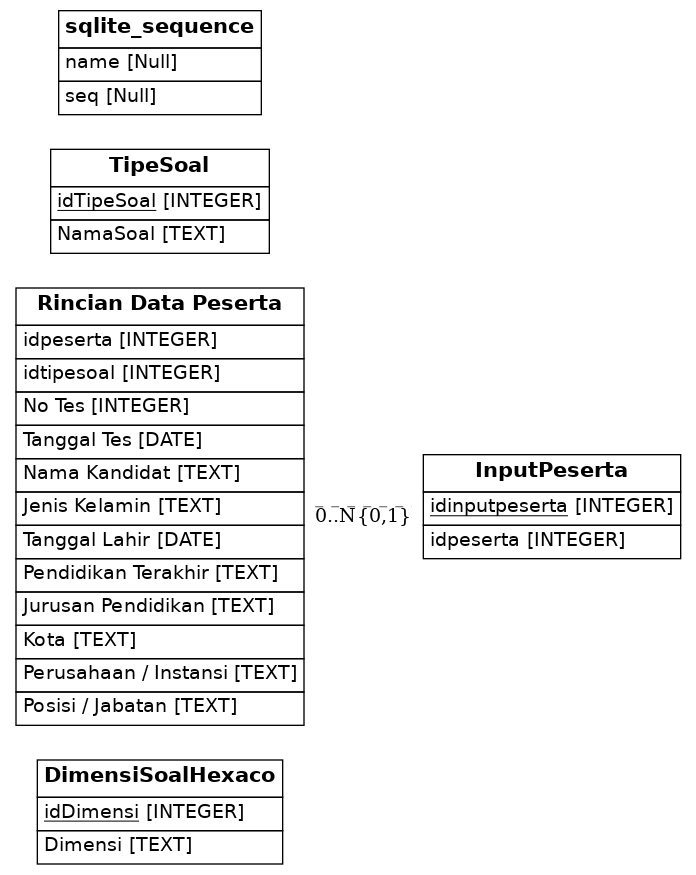 sqlite_sequence
name [Null]
seq [Null]
TipeSoal
idTipeSoal [INTEGER]
NamaSoal [TEXT]
Rincian Data Peserta
idpeserta [INTEGER]
idtipesoal [INTEGER]
No Tes [INTEGER]
Tanggal Tes [DATE]
Nama Kandidat [TEXT]
Jenis Kelamin [TEXT]
Tanggal Lahir [DATE]
Pendidikan Terakhir [TEXT]
Jurusan Pendidikan [TEXT]
Kota [TEXT]
Perusahaan / Instansi [TEXT]
Posisi / Jabatan [TEXT]
0..N{0,1}
InputPeserta
idinputpeserta [INTEGER]
idpeserta [INTEGER]
DimensiSoalHexaco
idDimensi [INTEGER]
Dimensi [TEXT]